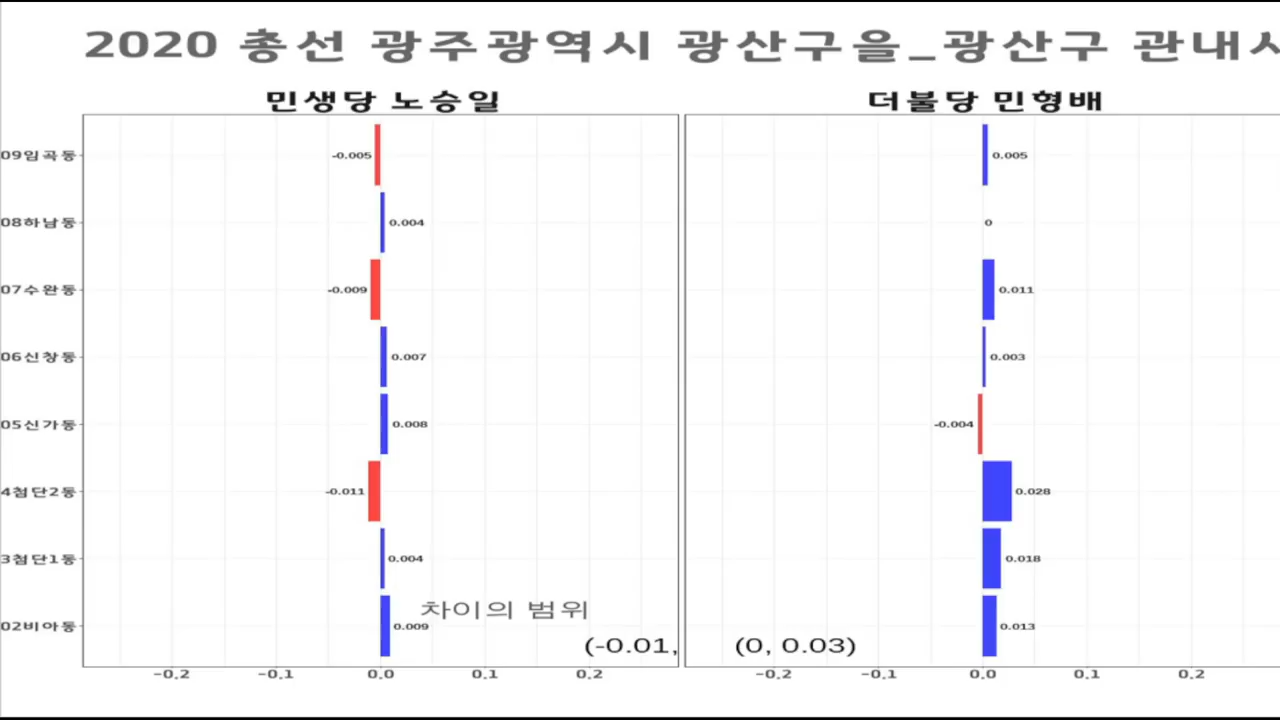 2020 총선 광주광역시 광산구을_광산구 관내사
민생당 노승일
더불당 민형배
09임곡동 -0.005 0.005
08하남동 0.004 0
07수완동 -0.009 0.011
06신창동 0.007 0.003
05신가동 0.008 -0.004
4첨단2동 -0.011 0.028
3첨단1동 0.004 0.018
차이의 범위
02비아동 0.009 0.013
(-0.01, (0, 0.03)
-0.2 -0.1 0.0 0.1 0.2 -0.2 -0.1 0.0 0.1 0.2